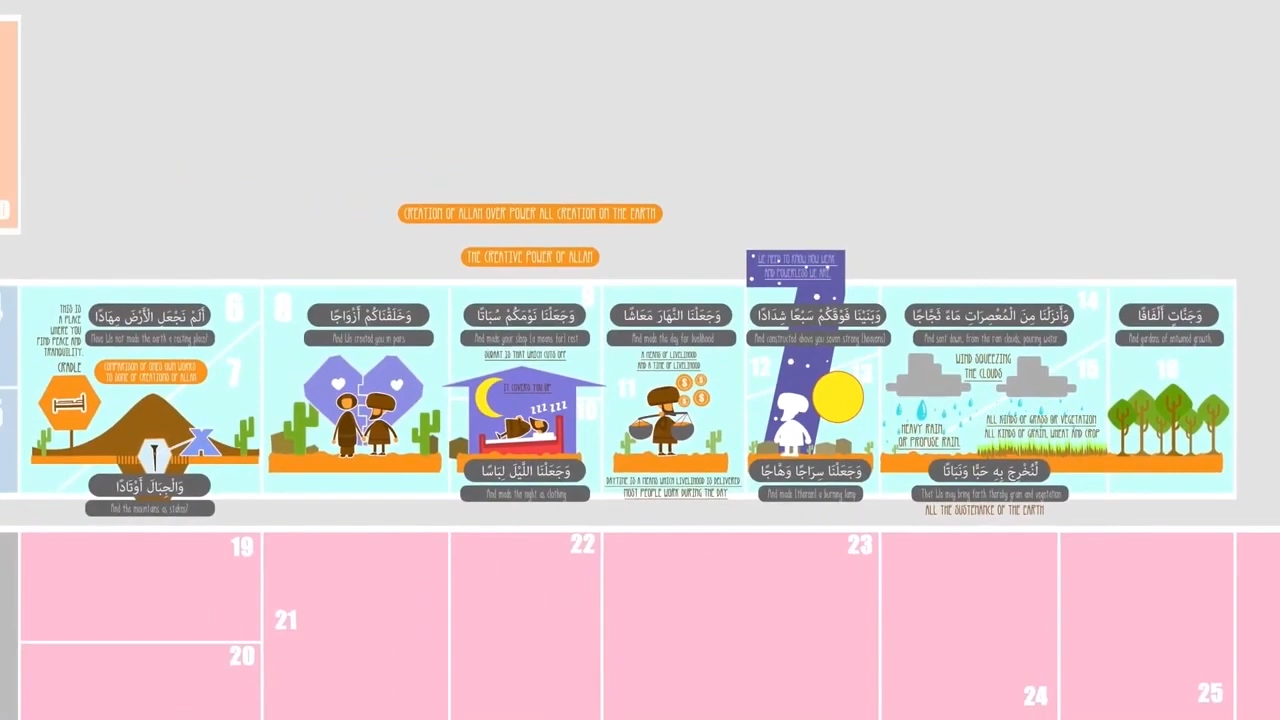 CREATION OF ALLAH OVER POWER ALL CREATION ON THE EARTH
THE CREATIVE POWER OF ALLAH
WE NEED TO KNOW HOW WEAK
AND POWERLESS WE ARE
7
THIS IS
A PLACE
WHERE YOU
FIND PEACE AND
TRANQUILITY.
CRADLE
أَلَمْ نَجْعَلِ الْأَرْضَ مِهَادًا
Have We not made the earth a resting place?
6
COMPARISON OF ONES OWN WORKS
TO SOME OF CREATIONS OF ALLAH
7
وَالْجِبَالَ أَوْتَادًا
And the mountains as stakes?
8
وَخَلَقْنَاكُمْ أَزْوَاجًا
And We created you in pairs
وَجَعَلْنَا نَوْمَكُمْ سُبَاتًا
And made your sleep [a means for] rest
SUBAAT IS THAT WHICH CUTS OFF
IT COVERS YOU UP
ZZZ ZZZ
10
وَجَعَلْنَا اللَّيْلَ لِبَاسًا
And made the night as clothing
وَجَعَلْنَا النَّهَارَ مَعَاشًا
And made the day for livelihood
A MEANS OF LIVELIHOOD
AND A TIME OF LIVELIHOOD
11
$ $
$ $
DAYTIME IS A MEANS WHICH LIVELIHOOD IS DELIVERED
MOST PEOPLE WORK DURING THE DAY
وَبَنَيْنَا فَوْقَكُمْ سَبْعًا شِدَادًا
And constructed above you seven strong [heavens]
12
13
وَجَعَلْنَا سِرَاجًا وَهَّاجًا
And made [therein] a burning lamp
وَأَنزَلْنَا مِنَ الْمُعْصِرَاتِ مَاءً ثَجَّاجًا
And sent down, from the rain clouds, pouring water
14
WIND SQUEEZING
THE CLOUDS
15
HEAVY RAIN,
OR PROFUSE RAIN.
ALL KINDS OF GRASS OR VEGETATION
ALL KINDS OF GRAIN, WHEAT AND CROP
لِّنُخْرِجَ بِهِ حَبًّا وَنَبَاتًا
That We may bring forth thereby grain and vegetation
ALL THE SUSTENANCE OF THE EARTH
وَجَنَّاتٍ أَلْفَافًا
And gardens of entwined growth.
16
19
20
21
22
23
24
25